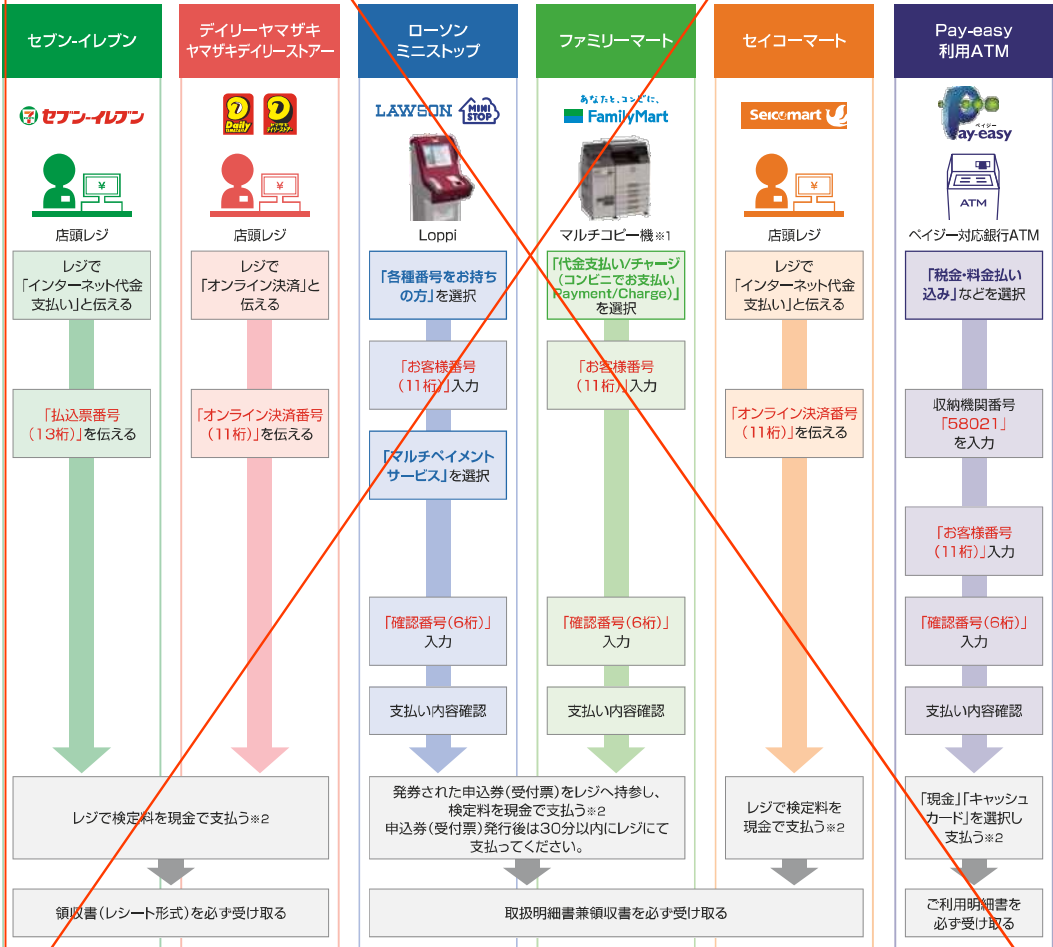 セブン-イレブン
デイリーヤマザキ
ヤマザキデイリーストアー
ローソン
ミニストップ
ファミリーマート
セイコーマート
Pay-easy
利用ATM
セブン-イレブン
Daily
YAMAZAKI
ヤマザキ
デイリーストアー
LAWSON
MINI
STOP
あなたと、コンビに、
FamilyMart
Seicomart
ペイジー
Pay-easy
¥
¥
¥
ATM
店頭レジ
店頭レジ
Loppi
マルチコピー機※1
店頭レジ
ペイジー対応銀行ATM
レジで
「インターネット代金
支払い」と伝える
「払込票番号
(13桁)」を伝える
レジで
「オンライン決済」と
伝える
「オンライン決済番号
(11桁)」を伝える
「各種番号をお持ち
の方」を選択
「お客様番号
(11桁)」入力
「マルチペイメント
サービス」を選択
「確認番号(6桁)」
入力
支払い内容確認
「代金支払い/チャージ
(コンビニでお支払い
Payment/Charge)」
を選択
「お客様番号
(11桁)」入力
「確認番号(6桁)」
入力
支払い内容確認
レジで
「インターネット代金
支払い」と伝える
「オンライン決済番号
(11桁)」を伝える
「税金・料金払い
込み」などを選択
収納機関番号
「58021」
を入力
「お客様番号
(11桁)」入力
「確認番号(6桁)」
入力
支払い内容確認
レジで検定料を現金で支払う※2
発券された申込券(受付票)をレジへ持参し、
検定料を現金で支払う※2
申込券(受付票)発行後は30分以内にレジにて
支払ってください。
レジで検定料を
現金で支払う※2
「現金」「キャッシュ
カード」を選択し
支払う※2
領収書(レシート形式)を必ず受け取る
取扱明細書兼領収書を必ず受け取る
ご利用明細書を
必ず受け取る